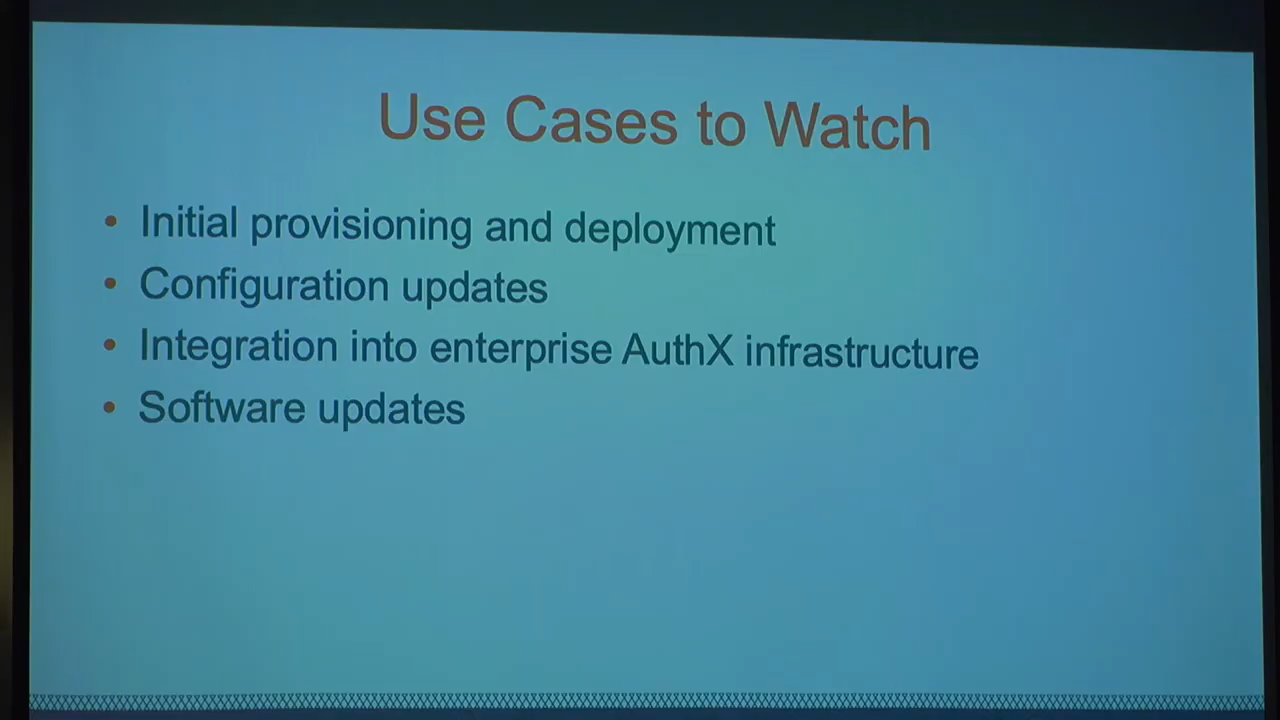 Use Cases to Watch
• Initial provisioning and deployment
• Configuration updates
• Integration into enterprise AuthX infrastructure
• Software updates